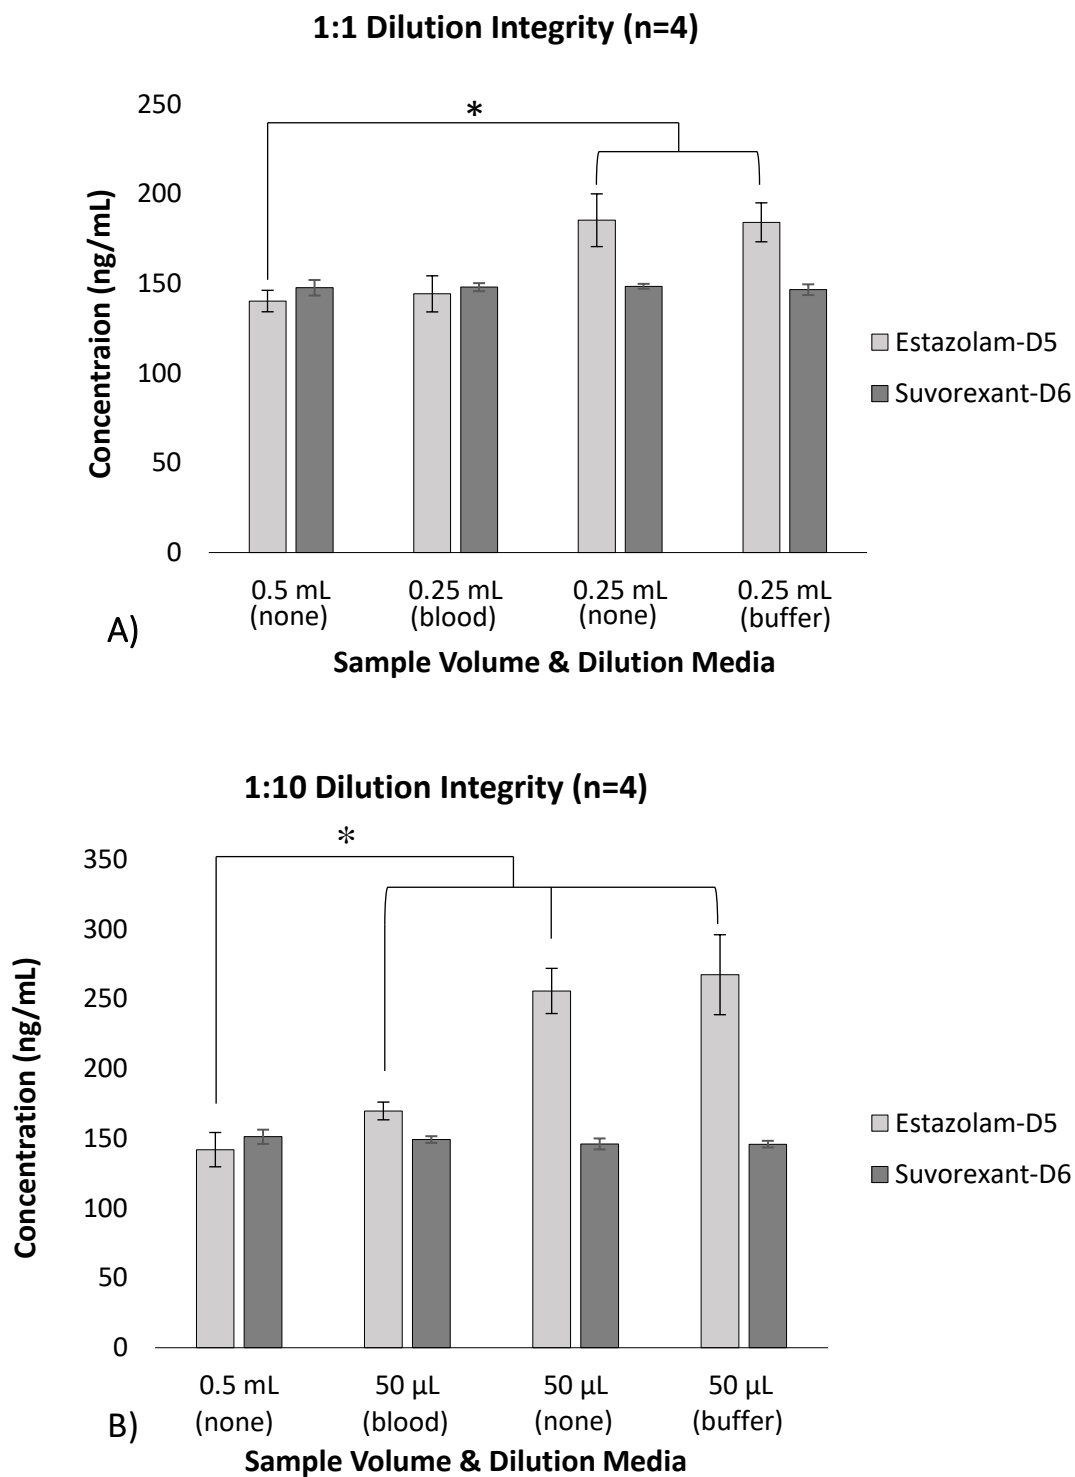 1:1 Dilution Integrity (n=4)
250
*
200
150
100
50
0
Concentraion (ng/mL)
Estazolam-D5
Suvorexant-D6
0.5 mL 0.25 mL 0.25 mL 0.25 mL
(none) (blood) (none) (buffer)
A)
Sample Volume & Dilution Media
1:10 Dilution Integrity (n=4)
*
350
300
250
200
150
100
50
0
Concentration (ng/mL)
Estazolam-D5
Suvorexant-D6
0.5 mL 50 µL 50 µL 50 µL
(none) (blood) (none) (buffer)
B)
Sample Volume & Dilution Media